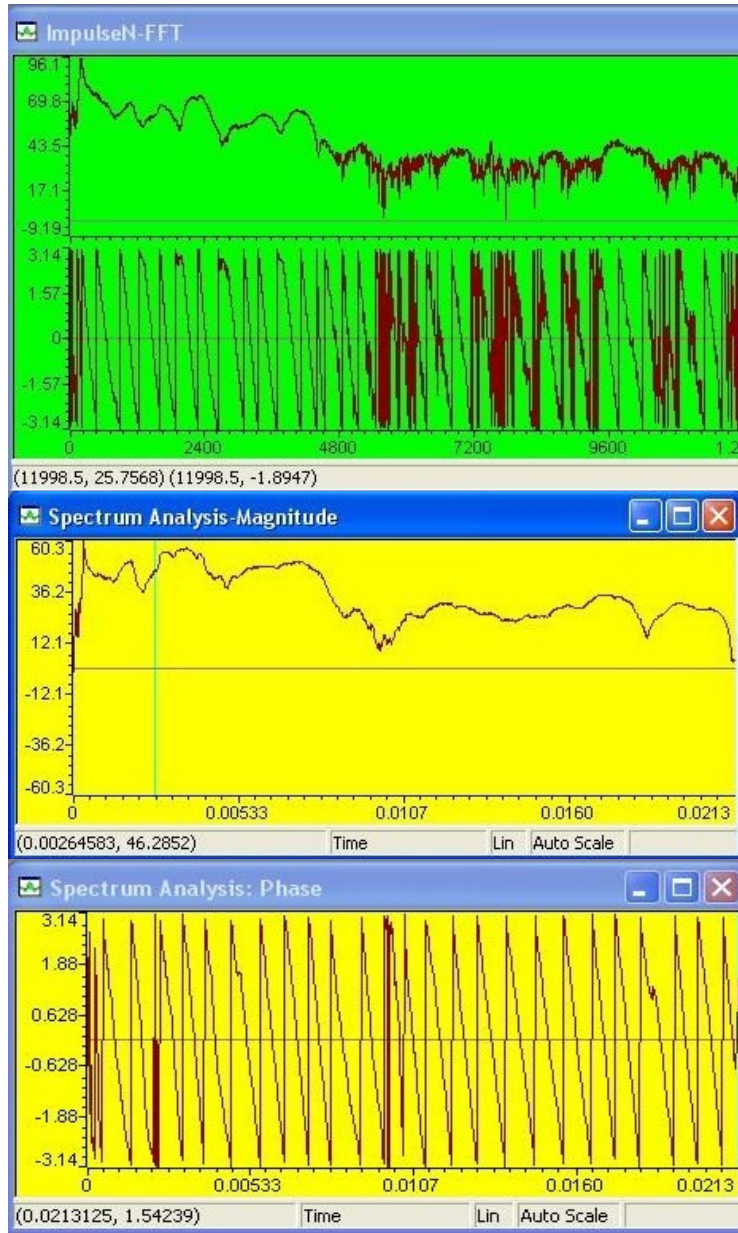 ImpulseN-FFT
96.1
69.8
43.5
17.1
-9.19
3.14
1.57
0
-1.57
-3.14
0 2400 4800 7200 9600 1.2
(11998.5, 25.7568) (11998.5, -1.8947)
Spectrum Analysis-Magnitude
60.3
36.2
12.1
-12.1
-36.2
-60.3
0 0.00533 0.0107 0.0160 0.0213
(0.00264583, 46.2852) Time Lin Auto Scale
Spectrum Analysis: Phase
3.14
1.88
0.628
-0.628
-1.88
-3.14
0 0.00533 0.0107 0.0160 0.0213
(0.0213125, 1.54239) Time Lin Auto Scale